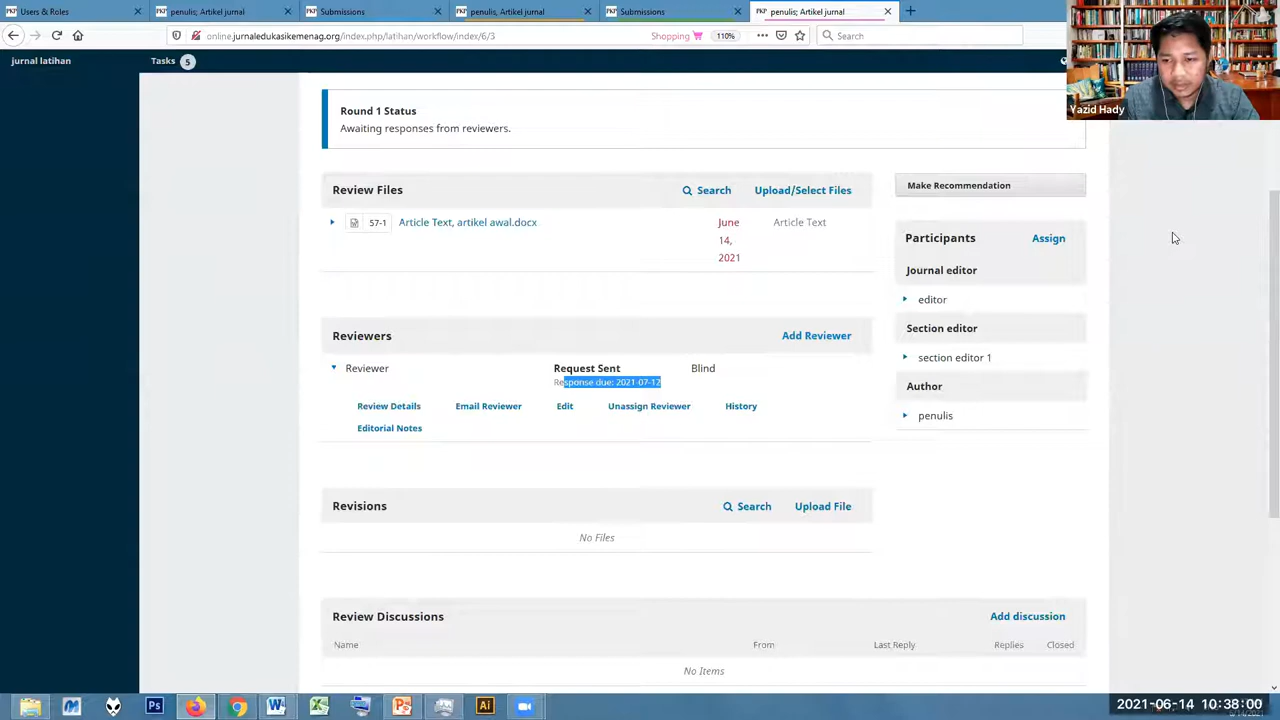 Users & Roles
penulis; Artikel jurnal
Submissions
penulis; Artikel jurnal
Submissions
penulis; Artikel jurnal
online.jurnaledukasikemenag.org/index.php/latihan/workflow/index/6/3
Shopping
110%
Search
jurnal latihan
Tasks 5
Yazid Hady
Round 1 Status
Awaiting responses from reviewers.
Review Files
Search
Upload/Select Files
57-1
Article Text, artikel awal.docx
June
14,
2021
Article Text
Make Recommendation
Participants
Assign
Journal editor
editor
Section editor
section editor 1
Author
penulis
Reviewers
Add Reviewer
Reviewer
Request Sent
Response due: 2021-07-12
Blind
Review Details
Email Reviewer
Edit
Unassign Reviewer
History
Editorial Notes
Revisions
Search
Upload File
No Files
Review Discussions
Add discussion
Name
From
Last Reply
Replies
Closed
No Items
2021-06-14 10:38:00